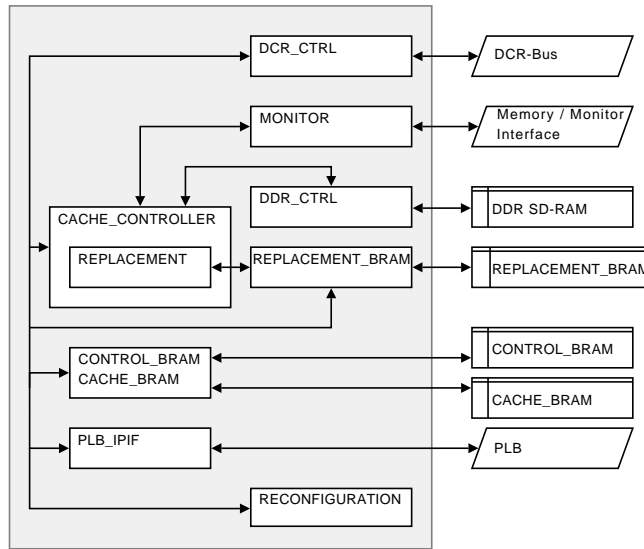 DCR_CTRL
DCR-Bus
MONITOR
Memory / Monitor
Interface
DDR_CTRL
DDR SD-RAM
CACHE_CONTROLLER
REPLACEMENT
REPLACEMENT_BRAM
REPLACEMENT_BRAM
CONTROL_BRAM
CACHE_BRAM
CONTROL_BRAM
CACHE_BRAM
PLB_IPIF
PLB
RECONFIGURATION